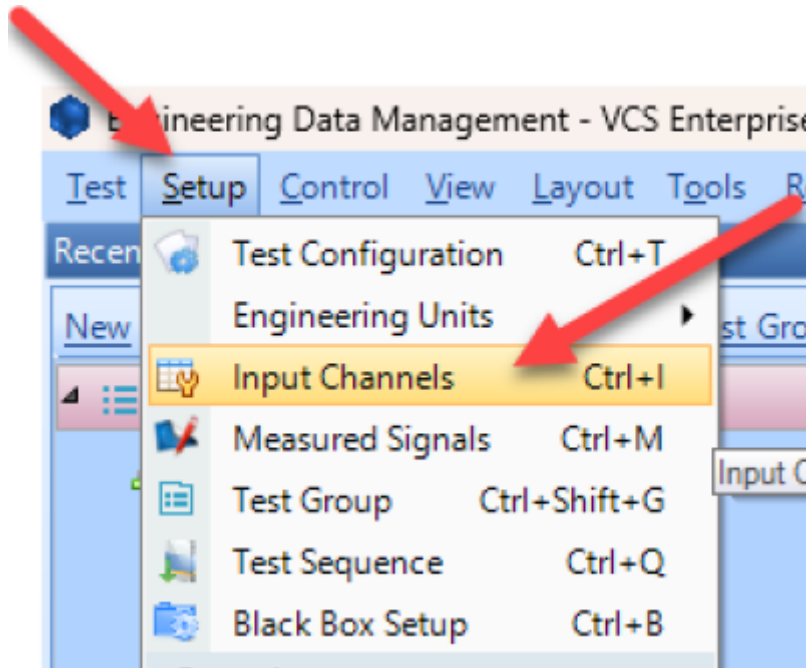 Engineering Data Management - VCS Enterprise
Test Setup Control View Layout Tools
Recen
Test Configuration Ctrl+T
Engineering Units
New
st Gro
Input Channels Ctrl+I
Measured Signals Ctrl+M
Input C
Test Group Ctrl+Shift+G
Test Sequence Ctrl+Q
Black Box Setup Ctrl+B